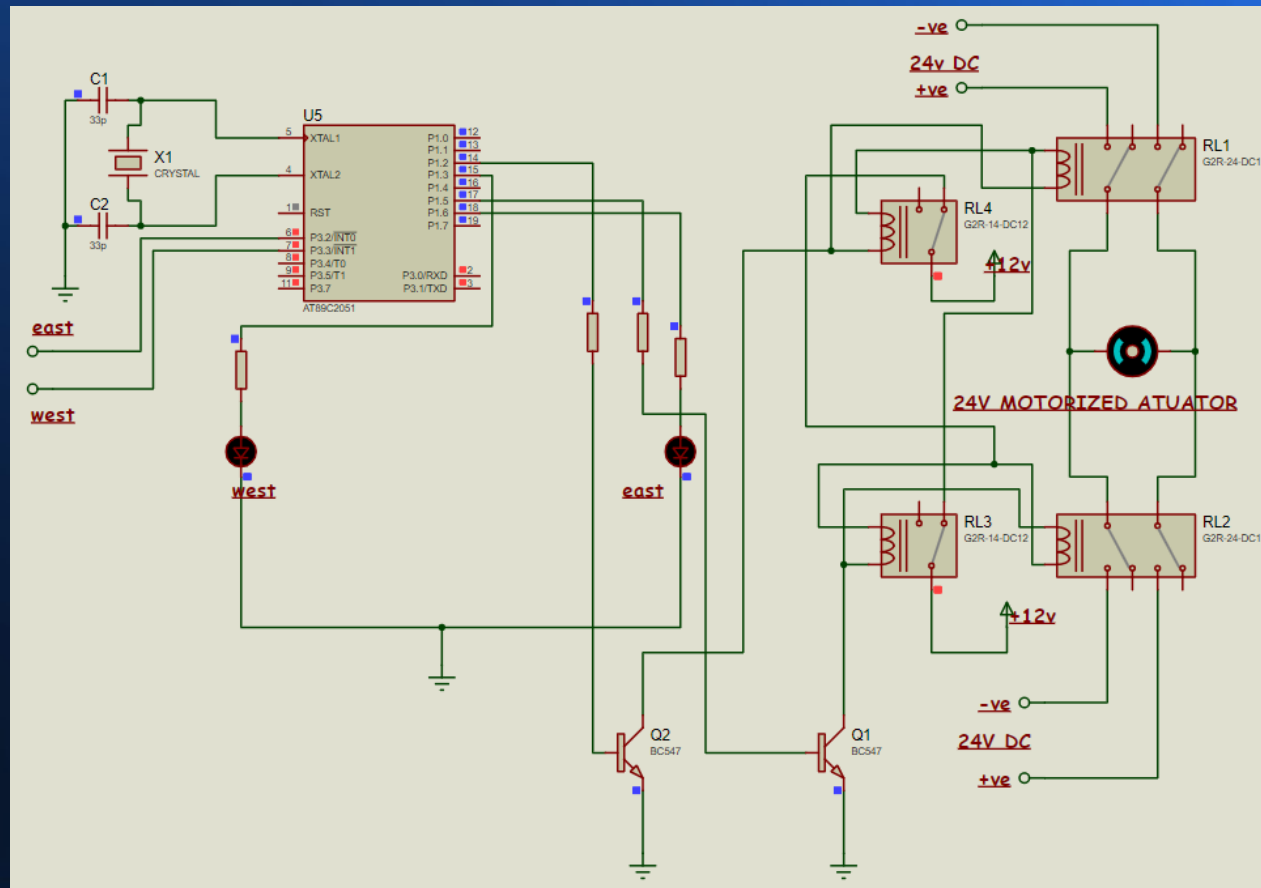 C1
33p
X1
CRYSTAL
C2
33p
U5
5 XTAL1
4 XTAL2
1 RST
6 P3.2/INT0
7 P3.3/INT1
8 P3.4/T0
9 P3.5/T1
11 P3.7
P1.0 12
P1.1 13
P1.2 14
P1.3 15
P1.4 16
P1.5 17
P1.6 18
P1.7 19
P3.0/RXD 2
P3.1/TXD 3
AT89C2051
east
west
west
east
-ve
24v DC
+ve
RL1
G2R-24-DC1
RL4
G2R-14-DC12
+12v
24V MOTORIZED ATUATOR
RL3
G2R-14-DC12
RL2
G2R-24-DC1
+12v
-ve
24V DC
+ve
Q2
BC547
Q1
BC547